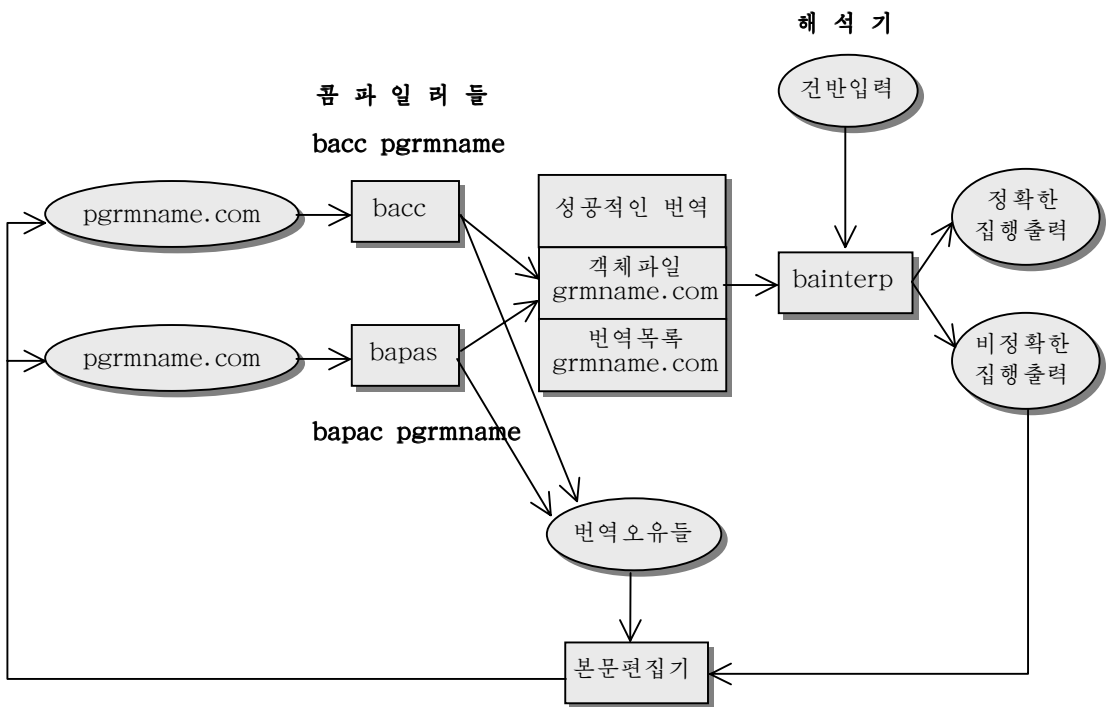 해 석 기
건반입력
콤 파 일 러 들
bacc pgrmname
pgrmname.com
bacc
성공적인 번역
객체파일
grmname.com
번역목록
grmname.com
bainterp
정확한
집행출력
비정확한
집행출력
pgrmname.com
bapas
bapac pgrmname
번역오유들
본문편집기